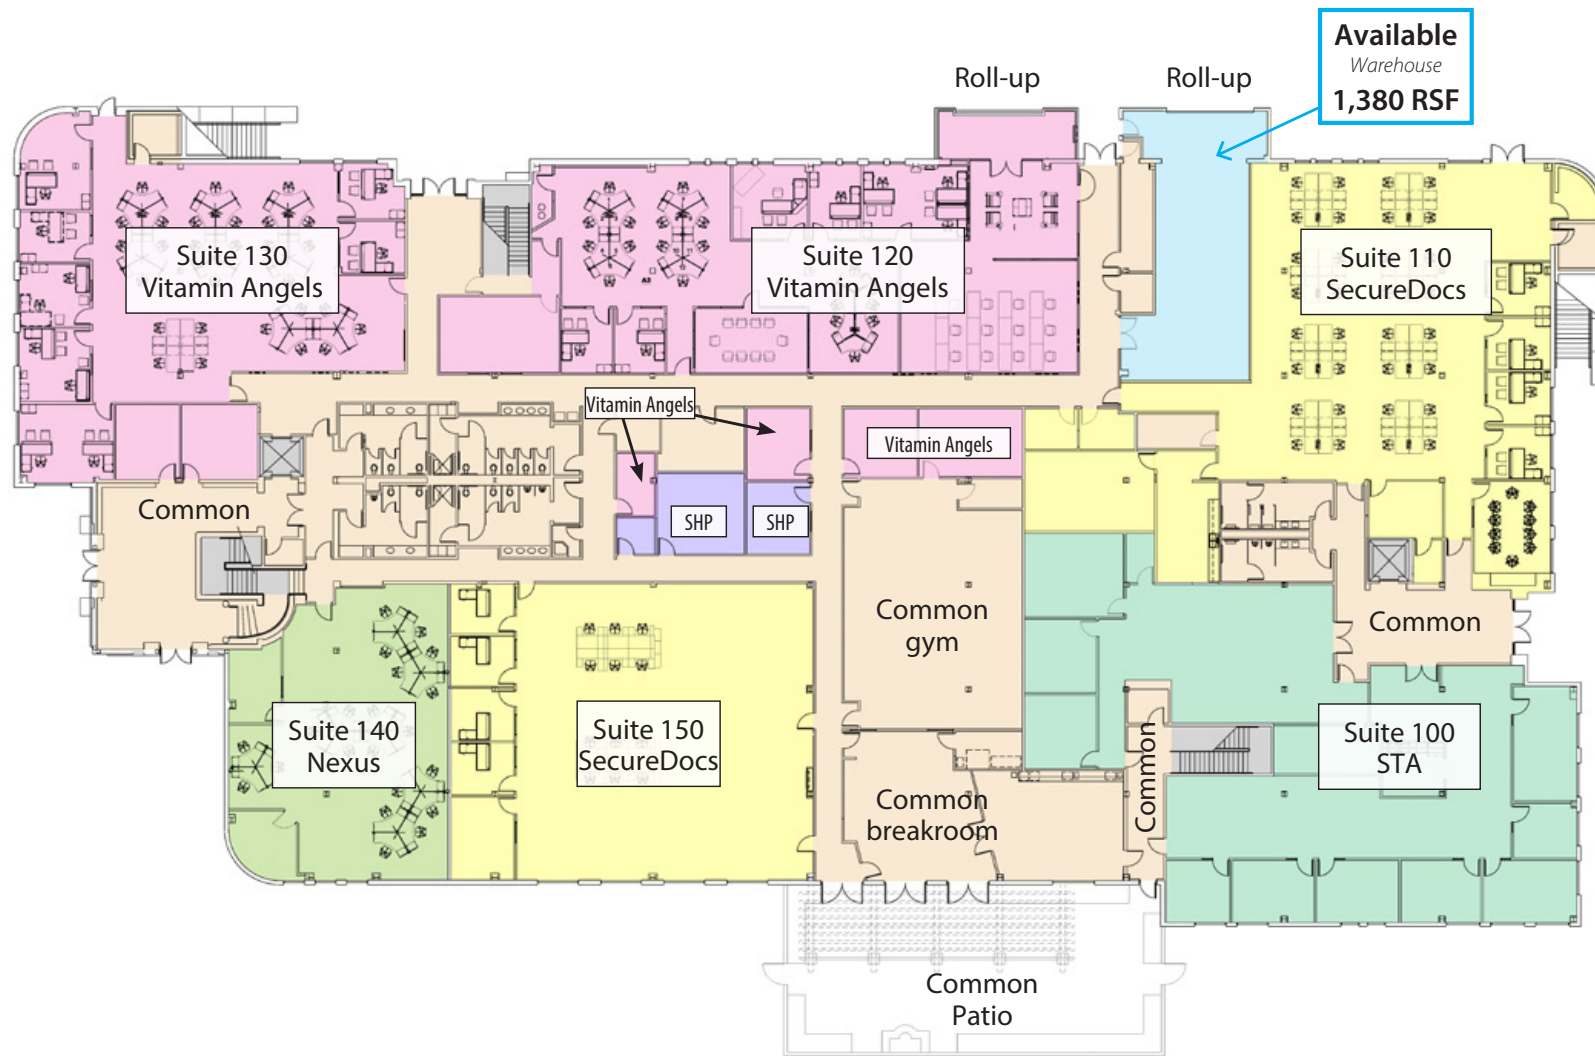 Available
Warehouse
1,380 RSF
Roll-up
Roll-up
Suite 130
Vitamin Angels
Suite 120
Vitamin Angels
Suite 110
SecureDocs
Vitamin Angels
Vitamin Angels
Common
SHP
SHP
Common
gym
Common
Suite 140
Nexus
Suite 150
SecureDocs
Common
Suite 100
STA
Common
breakroom
Common
Patio